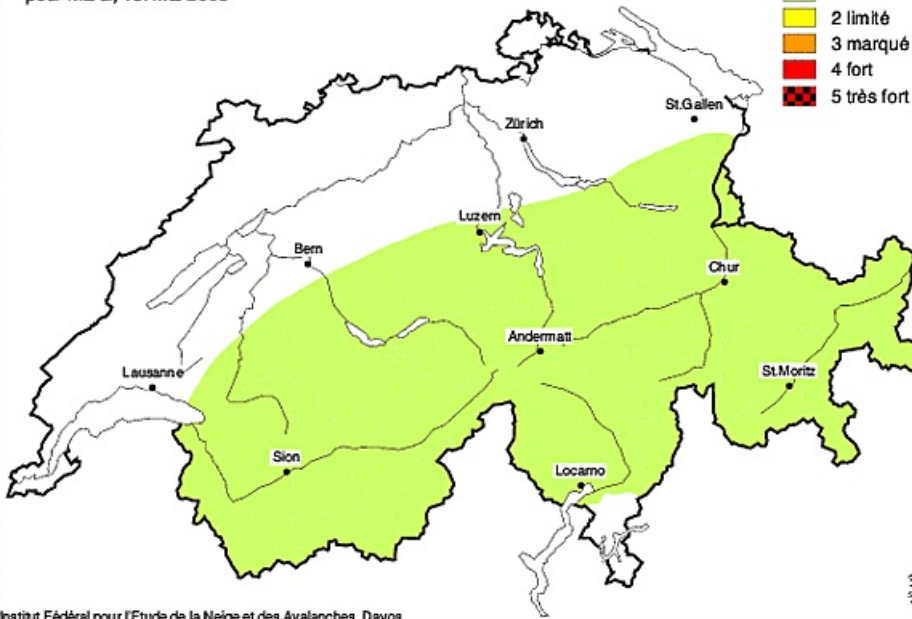 2 limité
3 marqué
4 fort
5 très fort
St.Gallen
Zürich
Luzern
Bern
Chur
Andermatt
Lausanne
St.Moritz
Sion
Locarno
Institut Fédéral pour l'Etude de la Neige et des Avalanches, Davos